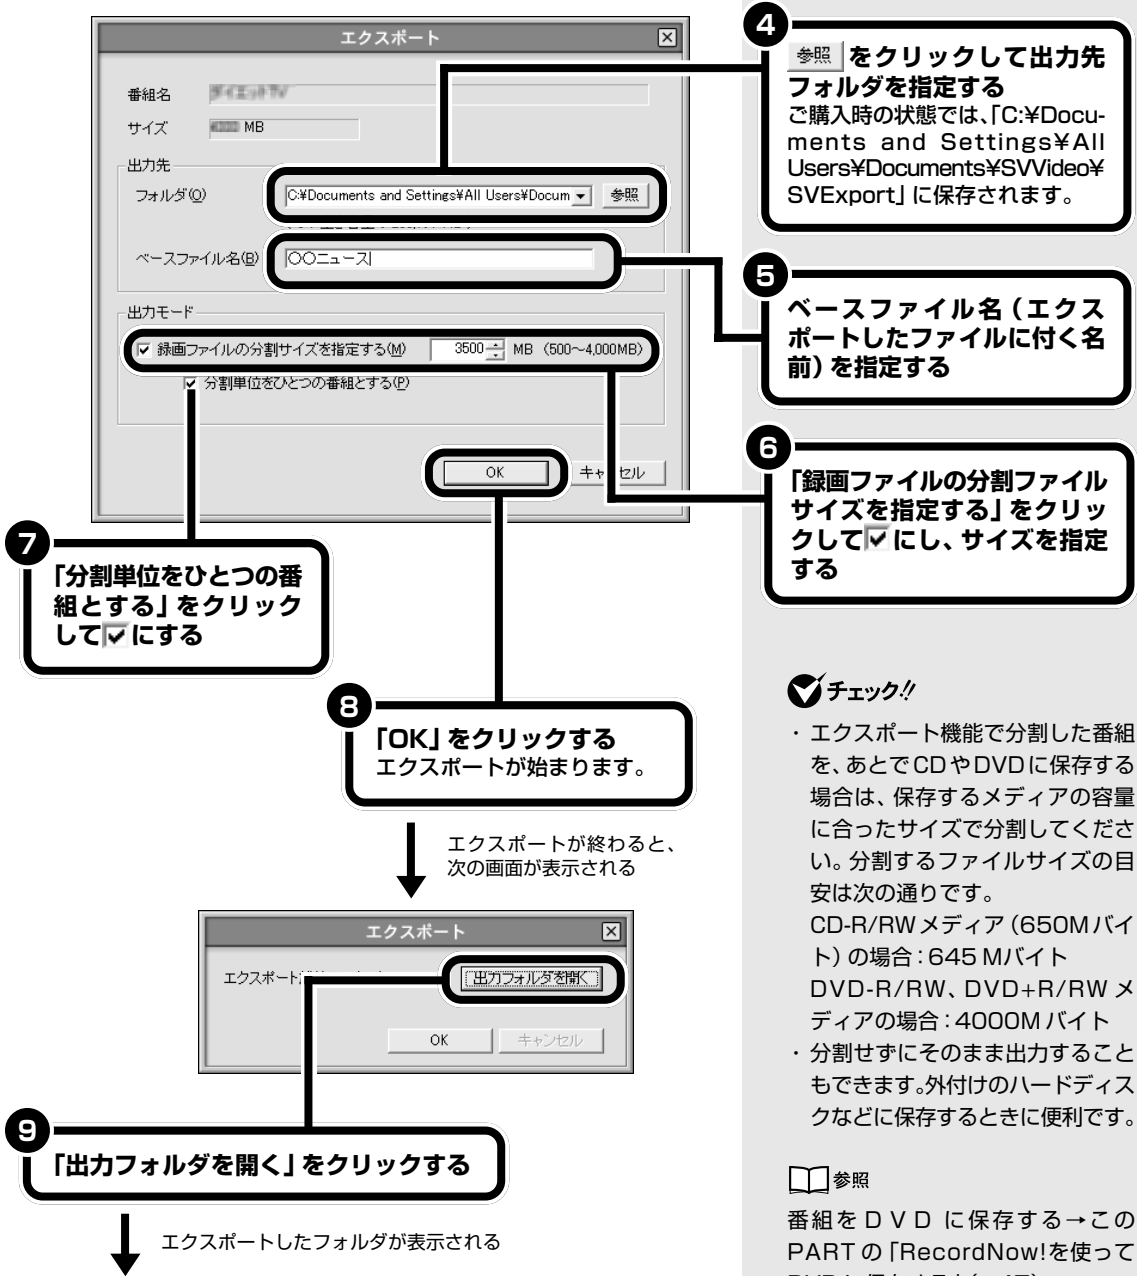 エクスポート
番組名
サイズ
MB
出力先
フォルダ(O)
C:¥Documents and Settings¥All Users¥Docum
参照
ベースファイル名(B)
〇〇ニュース
出力モード
録画ファイルの分割サイズを指定する(M)
3500
MB (500～4,000MB)
分割単位をひとつの番組とする(P)
OK
4
参照 をクリックして出力先
フォルダを指定する
ご購入時の状態では、「C:¥Docu-
ments and Settings¥All
Users¥Documents¥SVVideo¥
SVExport」に保存されます。
5
ベースファイル名（エクス
ポートしたファイルに付く名
前）を指定する
6
「録画ファイルの分割ファイル
サイズを指定する」をクリッ
クして にし、サイズを指定
する
7
「分割単位をひとつの番
組とする」をクリック
して にする
8
「OK」をクリックする
エクスポートが始まります。
エクスポートが終わると、
次の画面が表示される
エクスポート
エクスポート
出力フォルダを開く
OK
キャンセル
9
「出力フォルダを開く」をクリックする
エクスポートしたフォルダが表示される
チェック!!
・エクスポート機能で分割した番組
を、あとでCDやDVDに保存する
場合は、保存するメディアの容量
に合ったサイズで分割してくださ
い。分割するファイルサイズの目
安は次の通りです。
CD-R/RWメディア（650Mバイ
ト）の場合：645 Mバイト
DVD-R/RW、DVD+R/RW メ
ディアの場合：4000M バイト
・分割せずにそのまま出力すること
もできます。外付けのハードディス
クなどに保存するときに便利です。
参照
番組を D V D に保存する→この
PART の「RecordNow!を使って